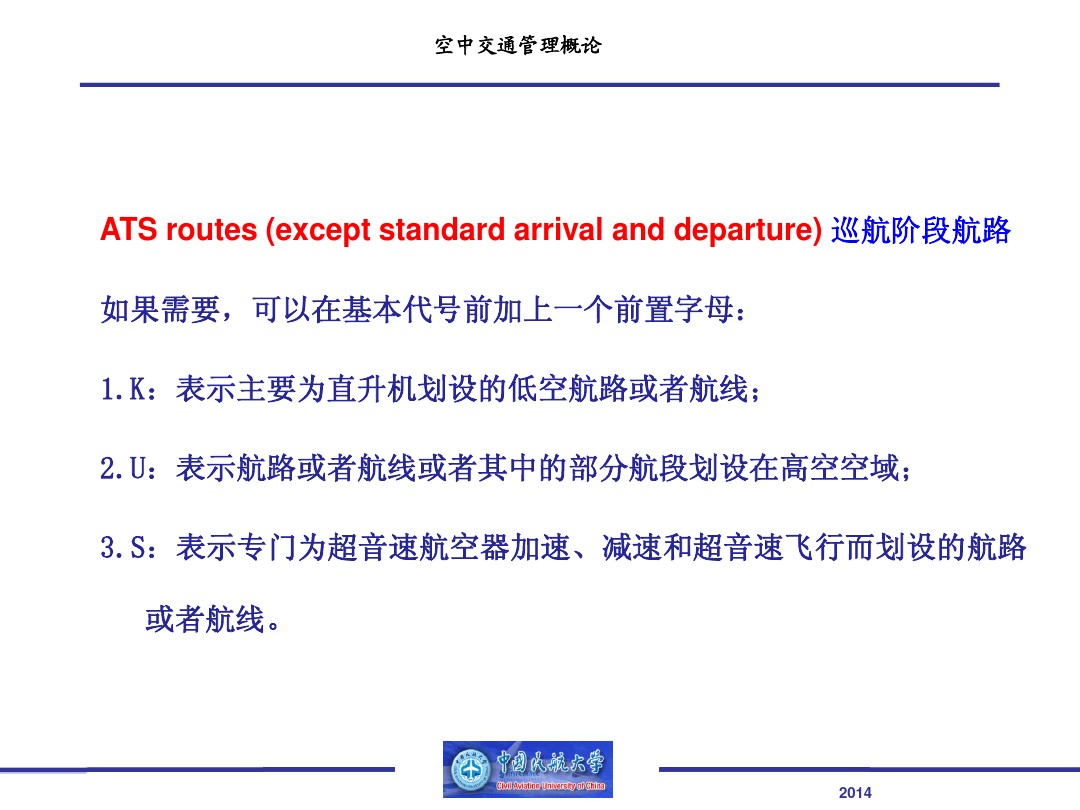 空中交通管理概论
ATS routes (except standard arrival and departure) 巡航阶段航路
如果需要，可以在基本代号前加上一个前置字母：
1.K：表示主要为直升机划设的低空航路或者航线；
2.U：表示航路或者航线或者其中的部分航段划设在高空空域；
3.S：表示专门为超音速航空器加速、减速和超音速飞行而划设的航路
或者航线。
中国民航大学
Civil Aviation University of China
2014